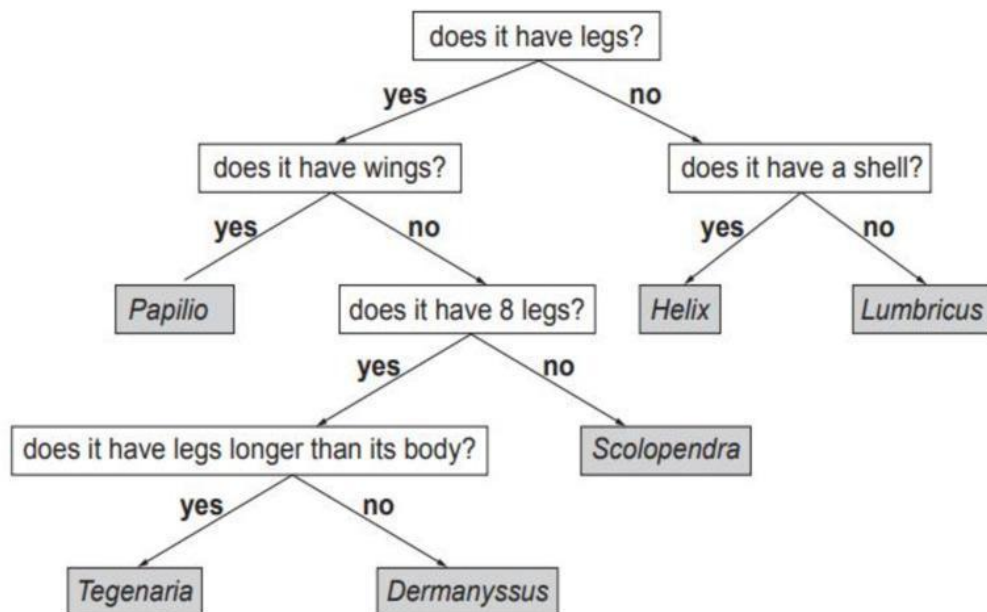 does it have legs?
yes
no
does it have wings?
does it have a shell?
yes
no
yes
no
Papilio
does it have 8 legs?
Helix
Lumbricus
yes
no
does it have legs longer than its body?
Scolopendra
yes
no
Tegenaria
Dermanyssus